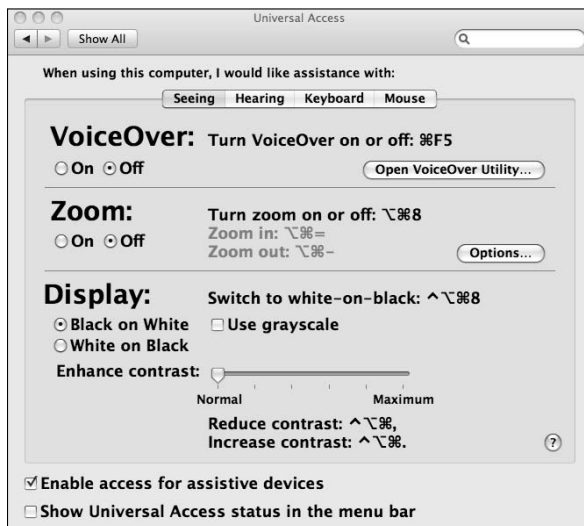 Universal Access
Show All
When using this computer, I would like assistance with:
Seeing Hearing Keyboard Mouse
VoiceOver: Turn VoiceOver on or off: ⌘F5
On Off Open VoiceOver Utility...
Zoom: Turn zoom on or off: ⌥⌘8
On Off Zoom in: ⌥⌘=
Zoom out: ⌥⌘- Options...
Display: Switch to white-on-black: ^⌥⌘8
Black on White Use grayscale
White on Black
Enhance contrast:
Normal Maximum
Reduce contrast: ^⌥⌘,
Increase contrast: ^⌥⌘.
?
Enable access for assistive devices
Show Universal Access status in the menu bar